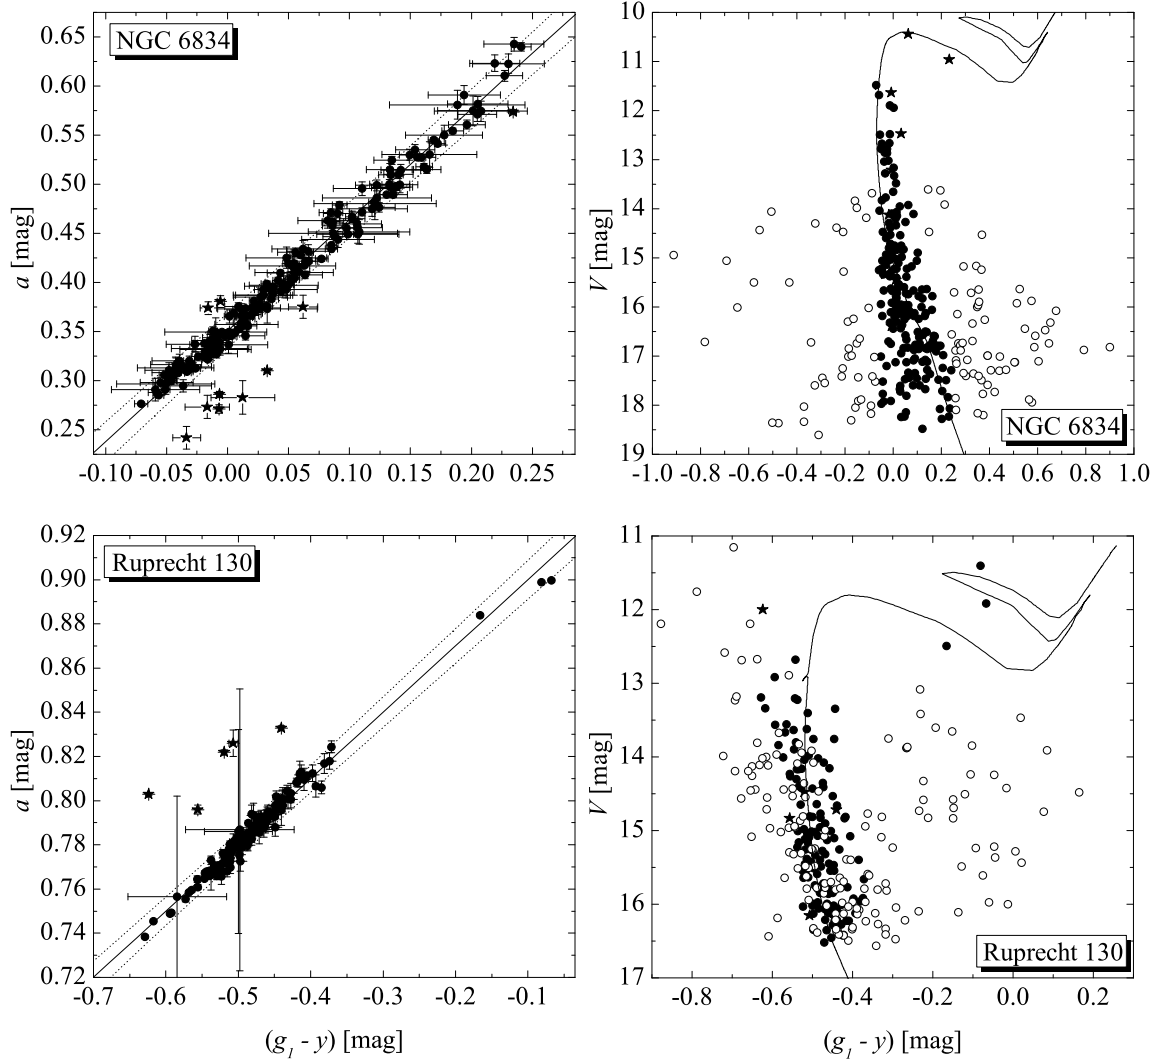 NGC 6834
a [mag]
0.65
0.60
0.55
0.50
0.45
0.40
0.35
0.30
0.25
-0.10 -0.05 0.00 0.05 0.10 0.15 0.20 0.25
NGC 6834
V [mag]
10
11
12
13
14
15
16
17
18
19
-1.0 -0.8 -0.6 -0.4 -0.2 0.0 0.2 0.4 0.6 0.8 1.0
Ruprecht 130
a [mag]
0.92
0.90
0.88
0.86
0.84
0.82
0.80
0.78
0.76
0.74
0.72
-0.7 -0.6 -0.5 -0.4 -0.3 -0.2 -0.1
(g1 - y) [mag]
Ruprecht 130
V [mag]
11
12
13
14
15
16
17
-0.8 -0.6 -0.4 -0.2 0.0 0.2
(g1 - y) [mag]